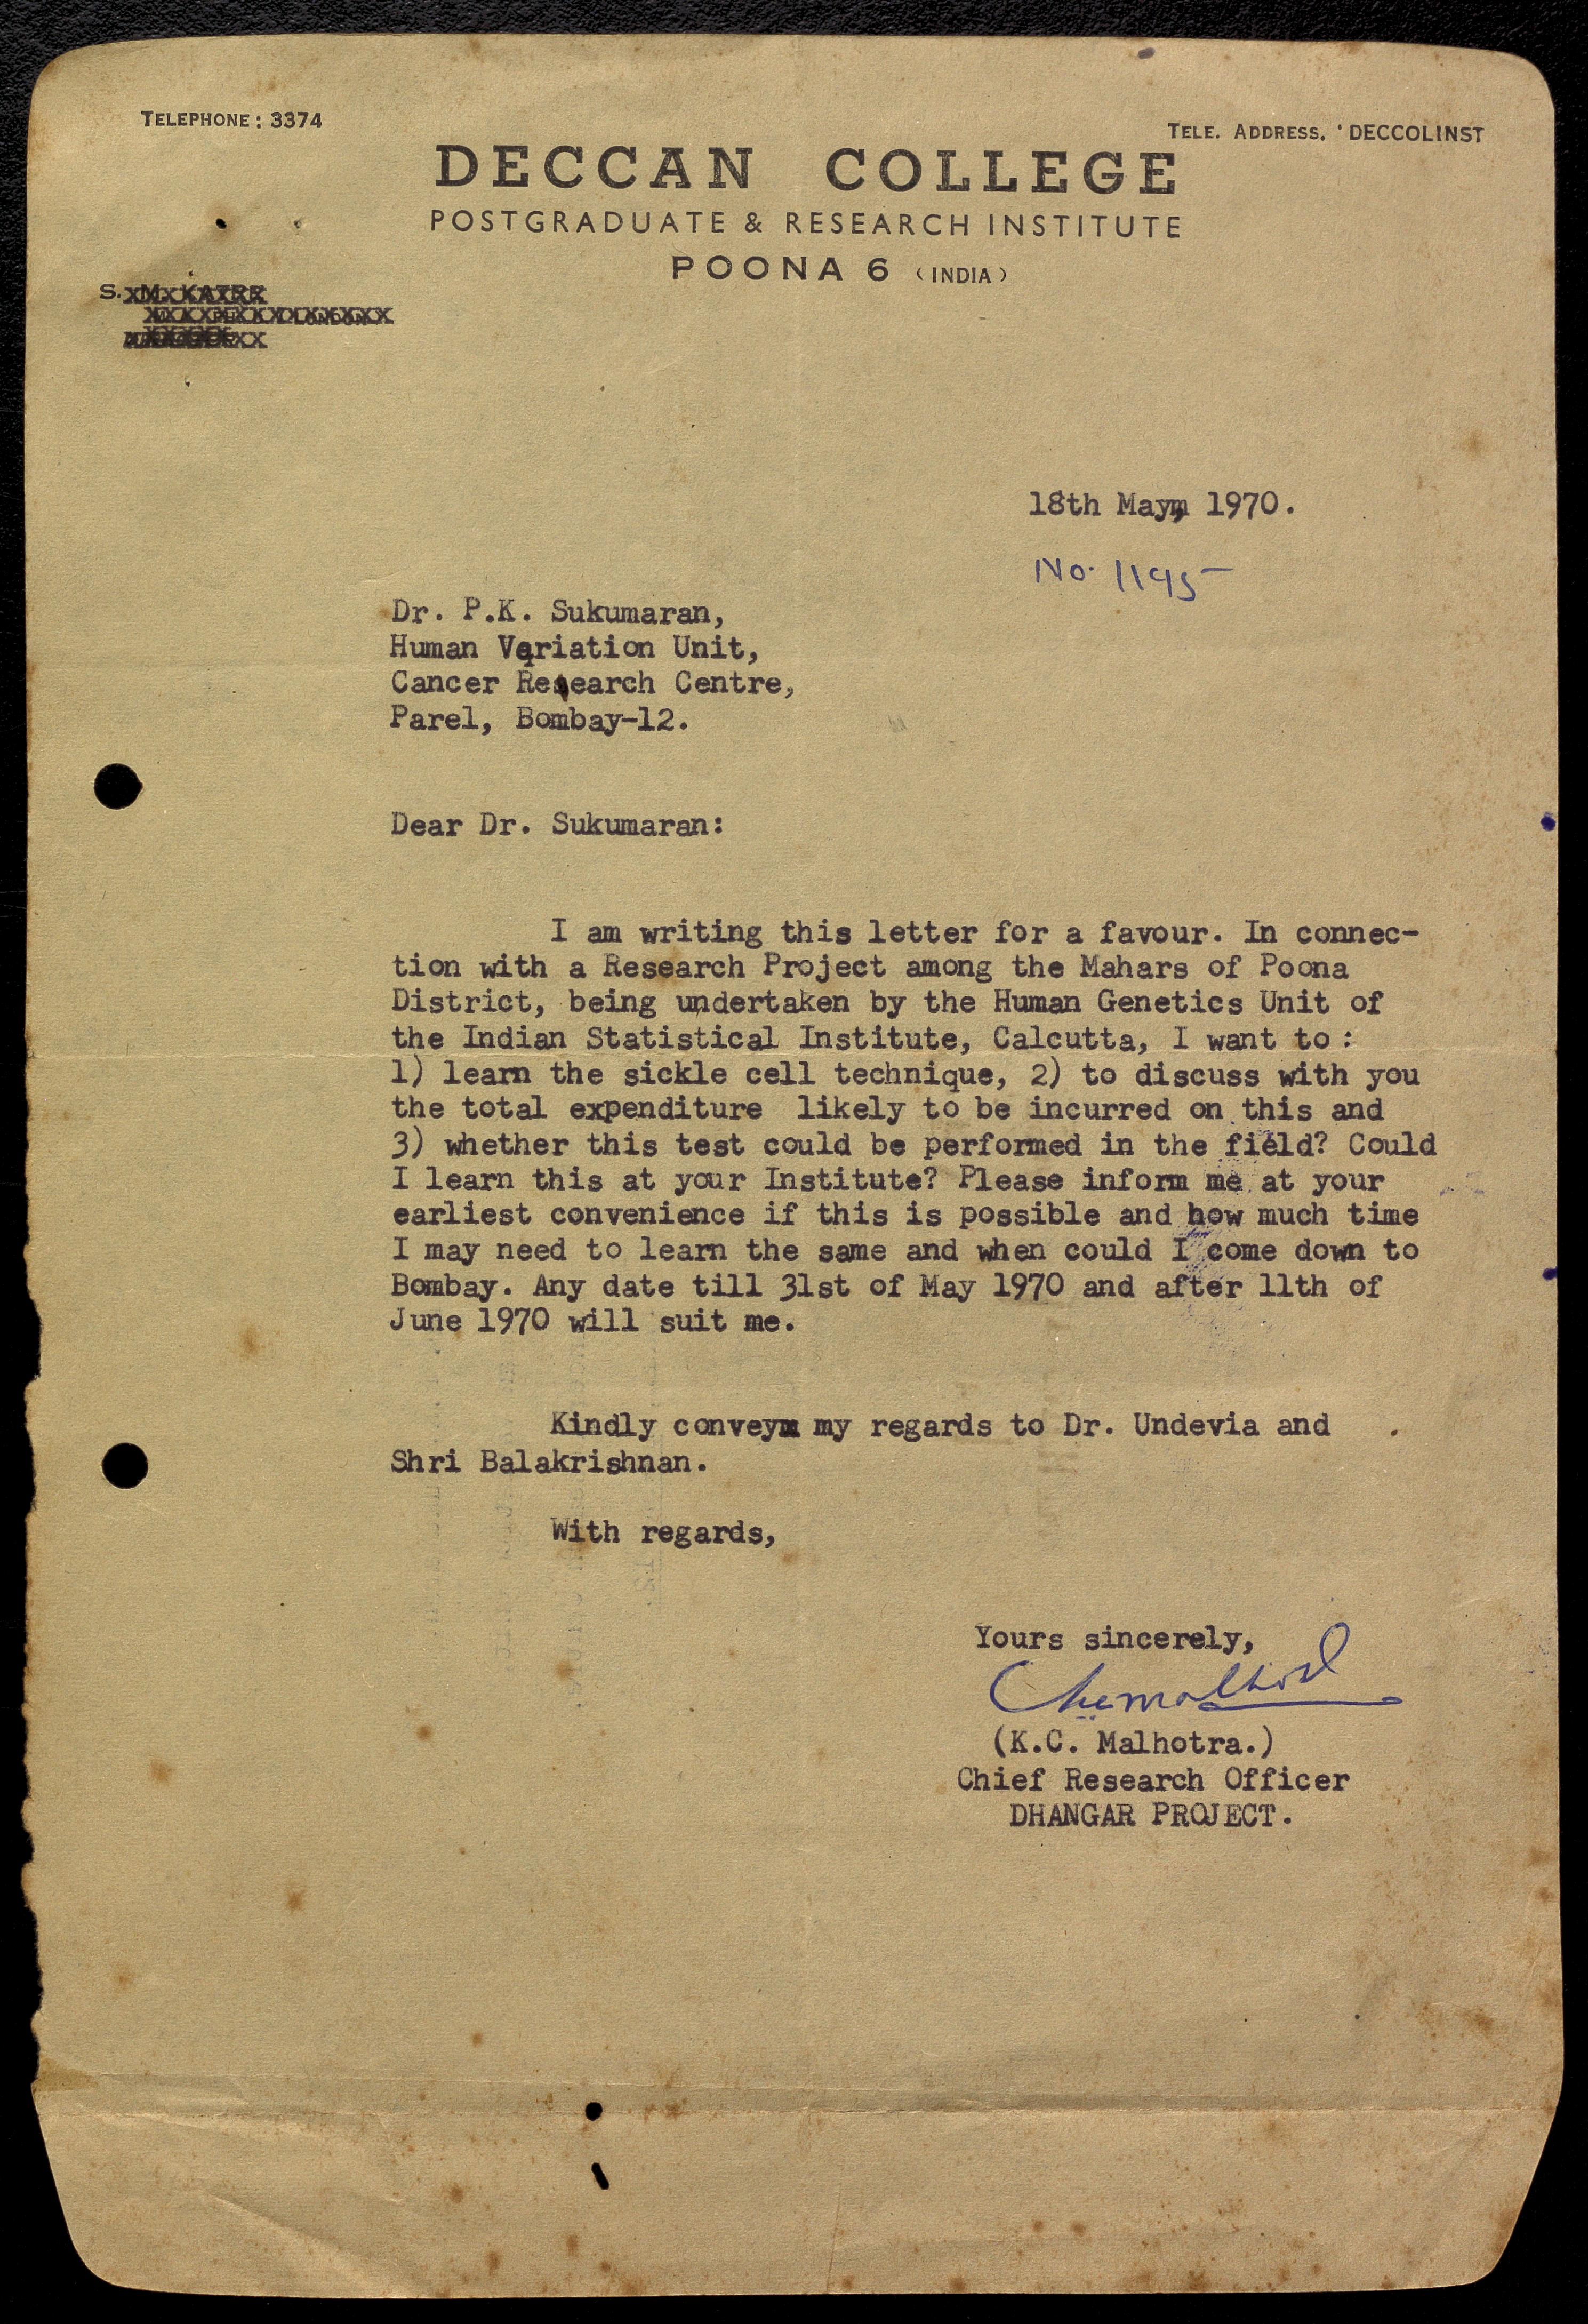 TELEPHONE: 3374
TELE. ADDRESS. 'DECCOLINST
DECCAN COLLEGE
POSTGRADUATE & RESEARCH INSTITUTE
POONA 6 (INDIA)
S. M. KATRE
LONDON
18th May, 1970.
No. 1195
Dr. P.K. Sukumaran,
Human Variation Unit,
Cancer Research Centre,
Parel, Bombay-12.
Dear Dr. Sukumaran:
I am writing this letter for a favour. In connec-
tion with a Research Project among the Mahars of Poona
District, being undertaken by the Human Genetics Unit of
the Indian Statistical Institute, Calcutta, I want to:
1) learn the sickle cell technique, 2) to discuss with you
the total expenditure likely to be incurred on this and
3) whether this test could be performed in the field? Could
I learn this at your Institute? Please inform me at your
earliest convenience if this is possible and how much time
I may need to learn the same and when could I come down to
Bombay. Any date till 31st of May 1970 and after 11th of
June 1970 will suit me.
Kindly convey my regards to Dr. Undevia and
Shri Balakrishnan.
With regards,
Yours sincerely,
(K.C. Malhotra.)
Chief Research Officer
DHANGAR PROJECT.